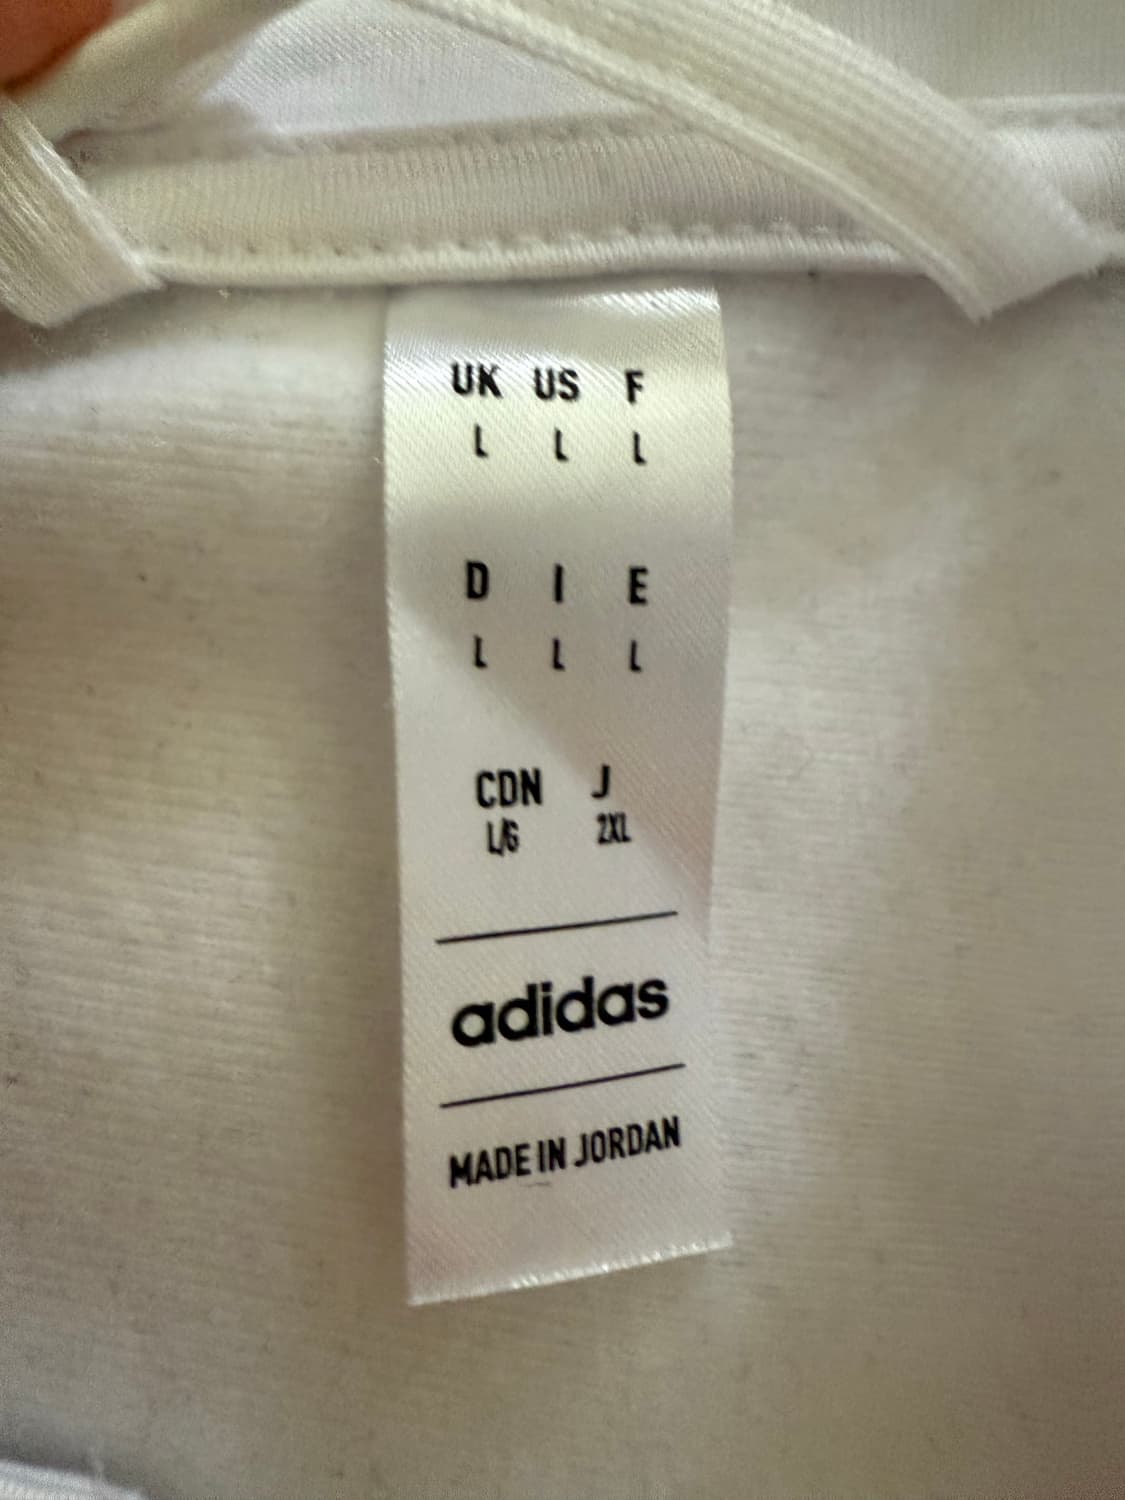 UK US F
L L L
D I E
L L L
CDN J
L/G 2XL
adidas
MADE IN JORDAN